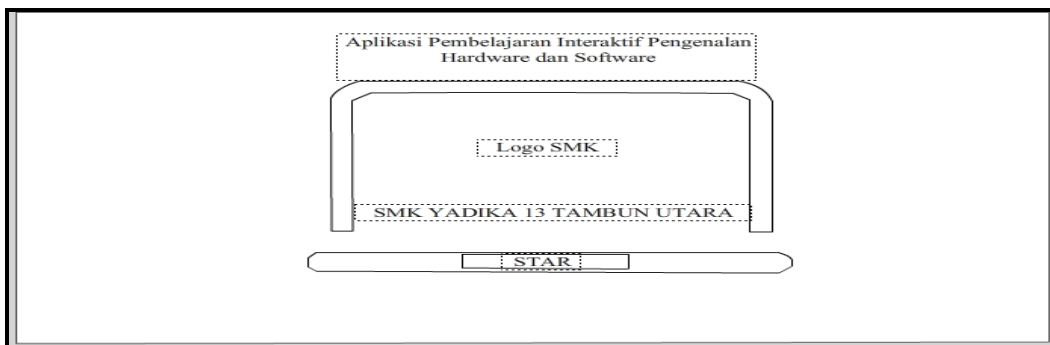 Aplikasi Pembelajaran Interaktif Pengenalan
Hardware dan Software
Logo SMK
SMK YADIKA 13 TAMBUN UTARA
STAR